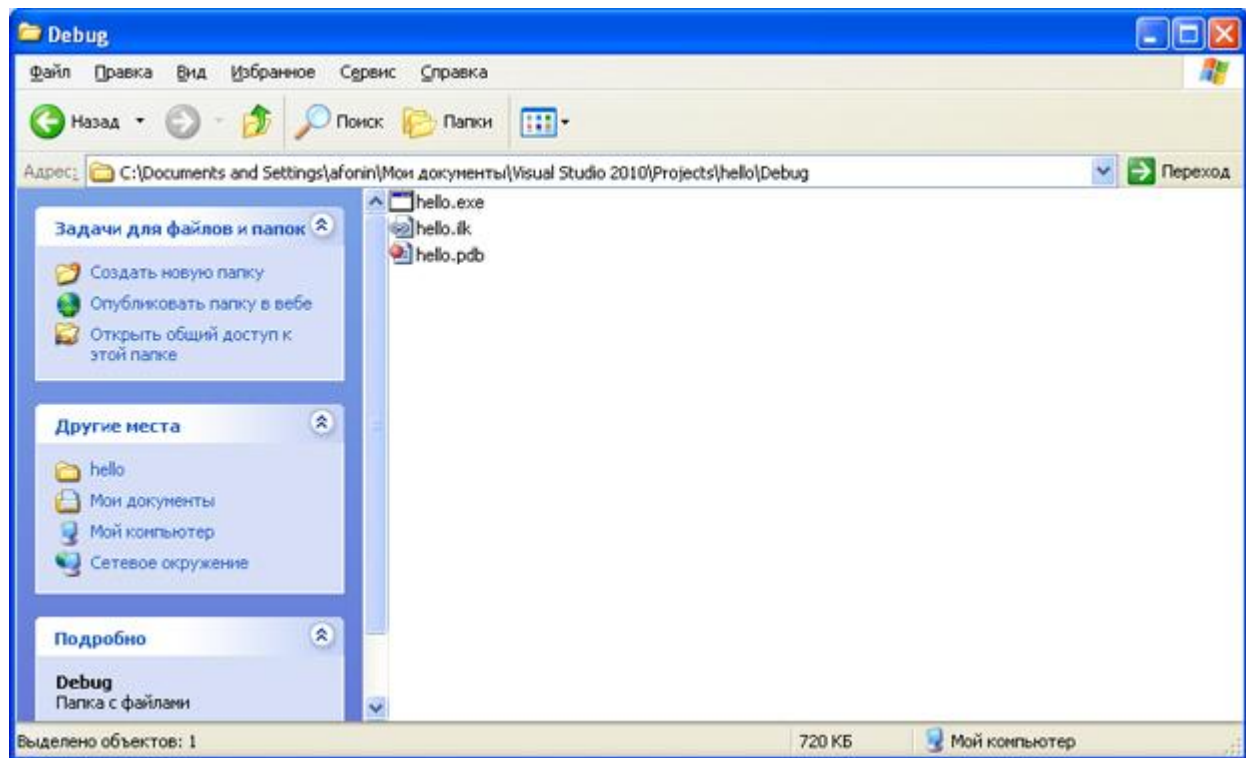 Debug
Файл Правка Вид Избранное Сервис Справка
Назад Поиск Папки
Адрес: C:\Documents and Settings\afonin\Мои документы\Visual Studio 2010\Projects\hello\Debug Переход
Задачи для файлов и папок
Создать новую папку
Опубликовать папку в вебе
Открыть общий доступ к
этой папке
Другие места
hello
Мои документы
Мой компьютер
Сетевое окружение
Подробно
Debug
Папка с файлами
hello.exe
hello.ilk
hello.pdb
Выделено объектов: 1 720 КБ Мой компьютер